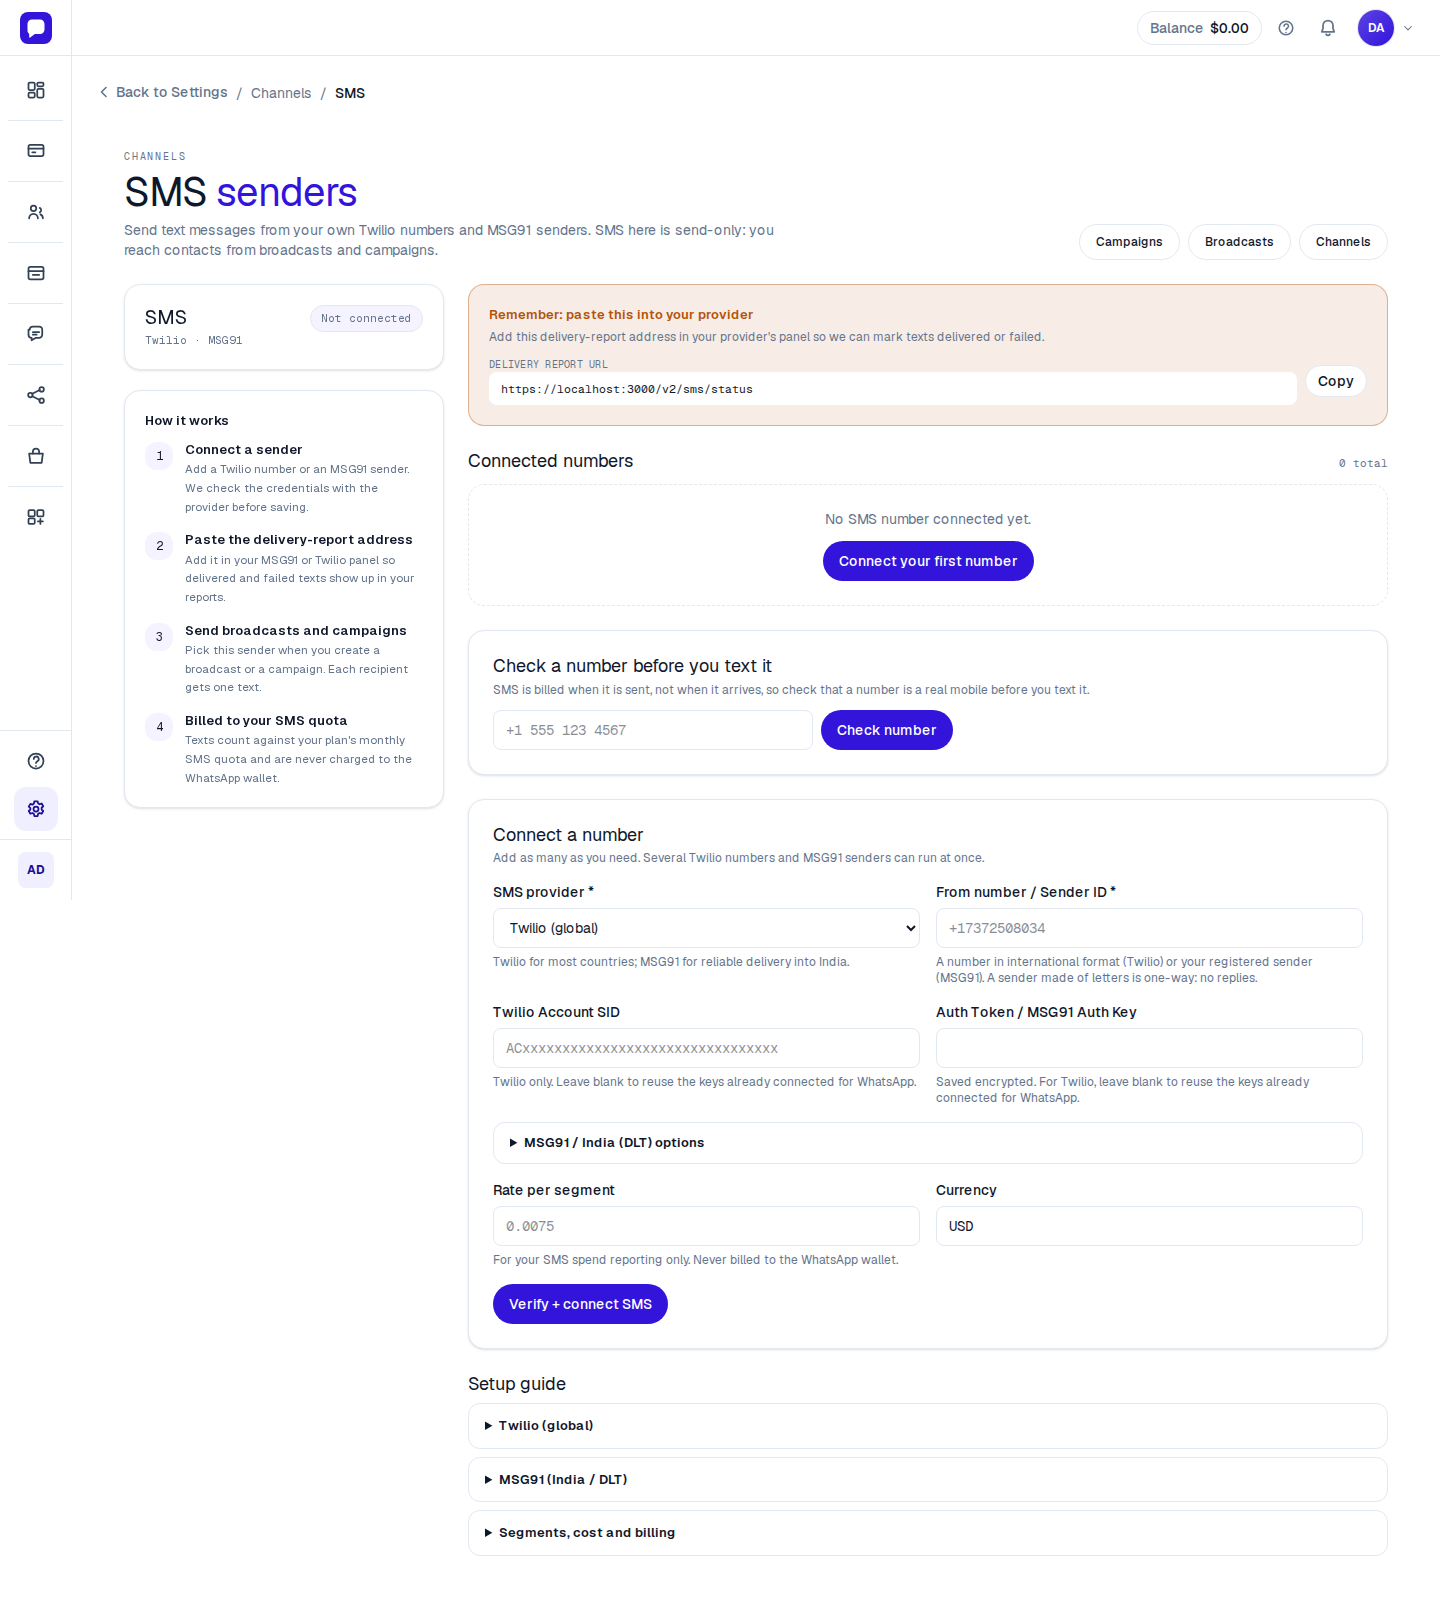 Balance $0.00
DA
Back to Settings / Channels / SMS
CHANNELS
SMS senders
Send text messages from your own Twilio numbers and MSG91 senders. SMS here is send-only: you
reach contacts from broadcasts and campaigns.
Campaigns
Broadcasts
Channels
SMS
Not connected
Twilio · MSG91
How it works
1
Connect a sender
Add a Twilio number or an MSG91 sender.
We check the credentials with the
provider before saving.
2
Paste the delivery-report address
Add it in your MSG91 or Twilio panel so
delivered and failed texts show up in your
reports.
3
Send broadcasts and campaigns
Pick this sender when you create a
broadcast or a campaign. Each recipient
gets one text.
4
Billed to your SMS quota
Texts count against your plan's monthly
SMS quota and are never charged to the
WhatsApp wallet.
AD
Remember: paste this into your provider
Add this delivery-report address in your provider's panel so we can mark texts delivered or failed.
DELIVERY REPORT URL
https://localhost:3000/v2/sms/status
Copy
Connected numbers
0 total
No SMS number connected yet.
Connect your first number
Check a number before you text it
SMS is billed when it is sent, not when it arrives, so check that a number is a real mobile before you text it.
+1 555 123 4567
Check number
Connect a number
Add as many as you need. Several Twilio numbers and MSG91 senders can run at once.
SMS provider *
Twilio (global)
Twilio for most countries; MSG91 for reliable delivery into India.
From number / Sender ID *
+17372508034
A number in international format (Twilio) or your registered sender
(MSG91). A sender made of letters is one-way: no replies.
Twilio Account SID
ACxxxxxxxxxxxxxxxxxxxxxxxxxxxxxxxx
Twilio only. Leave blank to reuse the keys already connected for WhatsApp.
Auth Token / MSG91 Auth Key
Saved encrypted. For Twilio, leave blank to reuse the keys already
connected for WhatsApp.
MSG91 / India (DLT) options
Rate per segment
0.0075
For your SMS spend reporting only. Never billed to the WhatsApp wallet.
Currency
USD
Verify + connect SMS
Setup guide
Twilio (global)
MSG91 (India / DLT)
Segments, cost and billing